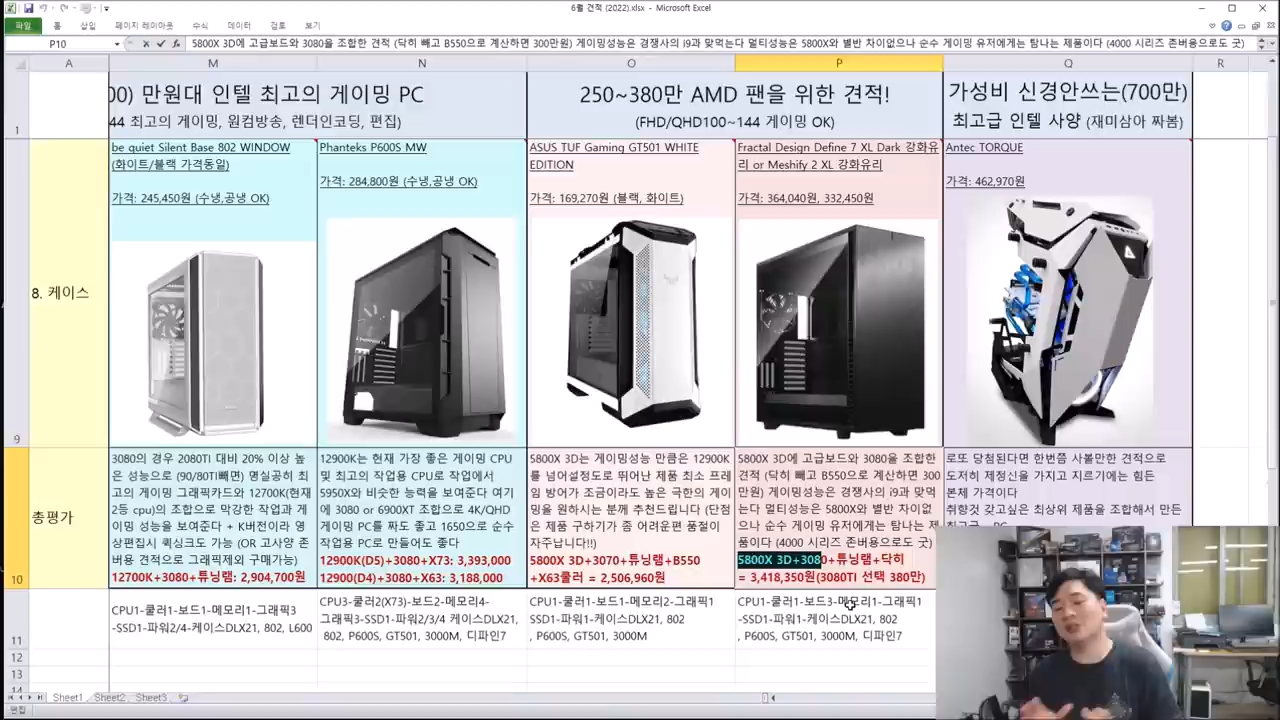 6월 견적 (2022).xlsx - Microsoft Excel
파일 홈 삽입 페이지 레이아웃 수식 데이터 검토 보기
P10 5800X 3D에 고급보드와 3080을 조합한 견적 (닥히 빼고 B550으로 계산하면 300만원) 게이밍성능은 경쟁사의 i9과 맞먹는다 멀티성능은 5800X와 별반 차이없으나 순수 게이밍 유저에게는 탐나는 제품이다 (4000 시리즈 존버용으로도 굿)
A M N O P Q R
1
00) 만원대 인텔 최고의 게이밍 PC
44 최고의 게이밍, 원컴방송, 렌더인코딩, 편집)
250~380만 AMD 팬을 위한 견적!
(FHD/QHD100~144 게이밍 OK)
가성비 신경안쓰는(700만)
최고급 인텔 사양 (재미삼아 짜봄)
9
8. 케이스
be quiet Silent Base 802 WINDOW
(화이트/블랙 가격동일)
가격: 245,450원 (수냉,공냉 OK)
Phanteks P600S MW
가격: 284,800원 (수냉,공냉 OK)
ASUS TUF Gaming GT501 WHITE
EDITION
가격: 169,270원 (블랙, 화이트)
Fractal Design Define 7 XL Dark 강화유
리 or Meshify 2 XL 강화유리
가격: 364,040원, 332,450원
Antec TORQUE
가격: 462,970원
10
총평가
3080의 경우 2080TI 대비 20% 이상 높
은 성능으로 (90/80TI빼면) 명실공히 최
고의 게이밍 그래픽카드와 12700K(현재
2등 cpu)의 조합으로 막강한 작업과 게
이밍 성능을 보여준다 + K버전이라 영
상편집시 퀵싱크도 가능 (OR 고사양 존
버용 견적으로 그래픽제외 구매가능)
12700K+3080+튜닝램: 2,904,700원
12900K는 현재 가장 좋은 게이밍 CPU
및 최고의 작업용 CPU로 작업에서
5950X와 비슷한 능력을 보여준다 여기
에 3080 or 6900XT 조합으로 4K/QHD
게이밍 PC를 짜도 좋고 1650으로 순수
작업용 PC로 만들어도 좋다
12900K(D5)+3080+X73: 3,393,000
12900(D4)+3080+X63: 3,188,000
5800X 3D는 게이밍성능 만큼은 12900K
를 넘어설정도로 뛰어난 제품 최소 프레
임 방어가 조금이라도 높은 극한의 게이
밍을 원하시는 분께 추천드립니다 (단점
은 제품 구하기가 좀 어려운편 품절이
자주납니다!!)
5800X 3D+3070+튜닝램+B550
+X63쿨러 = 2,506,960원
5800X 3D에 고급보드와 3080을 조합한
견적 (닥히 빼고 B550으로 계산하면 300
만원) 게이밍성능은 경쟁사의 i9과 맞먹
는다 멀티성능은 5800X와 별반 차이없
으나 순수 게이밍 유저에게는 탐나는 제
품이다 (4000 시리즈 존버용으로도 굿)
5800X 3D+3080+튜닝램+닥히
= 3,418,350원(3080TI 선택 380만)
로또 당첨된다면 한번쯤 사볼만한 견적으로
도저히 제정신을 가지고 지르기에는 힘든
본체 가격이다
취향것 갖고싶은 최상위 제품을 조합해서 만든
11
CPU1-쿨러1-보드1-메모리1-그래픽3
-SSD1-파워2/4-케이스DLX21, 802, L600
CPU3-쿨러2(X73)-보드2-메모리4-
그래픽3-SSD1-파워2/3/4 케이스DLX21,
802, P600S, GT501, 3000M, 디파인7
CPU1-쿨러1-보드1-메모리2-그래픽1
SSD1-파워1-케이스DLX21, 802
, P600S, GT501, 3000M
CPU1-쿨러1-보드3-메모리1-그래픽1
-SSD1-파워1-케이스DLX21, 802
, P600S, GT501, 3000M, 디파인7
12
13
14
Sheet1 Sheet2 Sheet3
편집